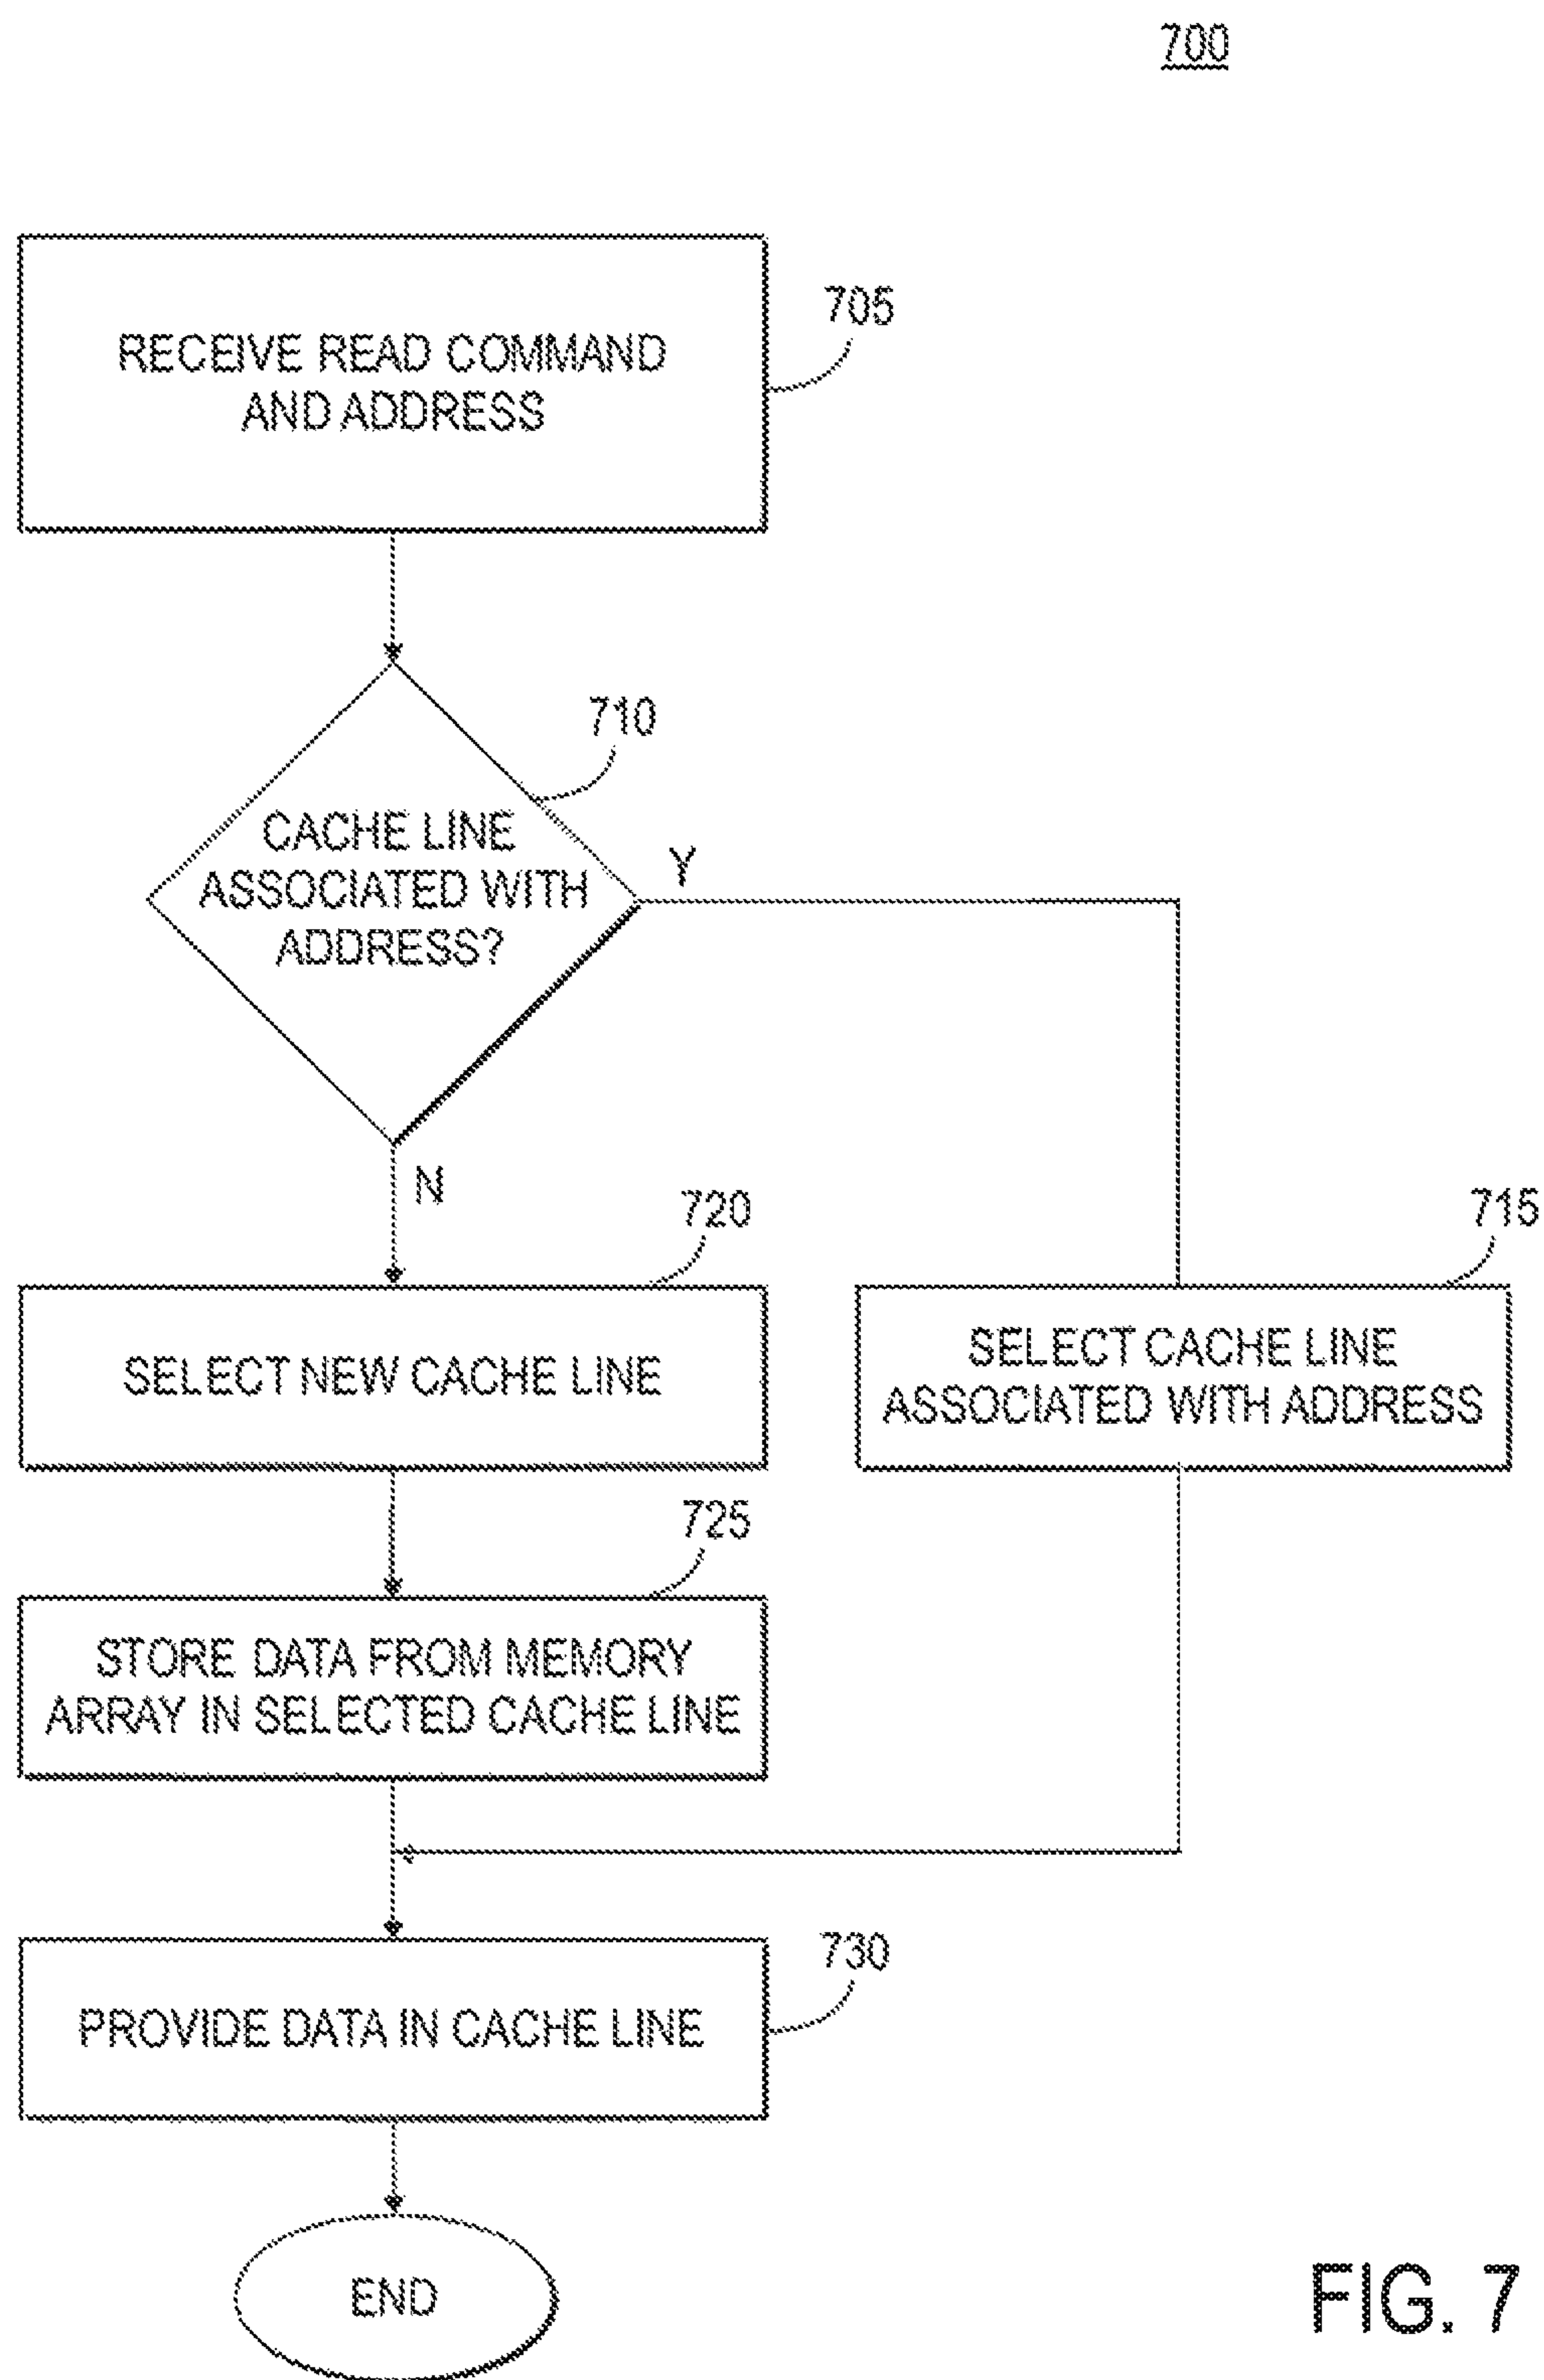 700
RECEIVE READ COMMAND
AND ADDRESS
705
710
CACHE LINE
ASSOCIATED WITH
ADDRESS?
Y
N
720
SELECT NEW CACHE LINE
715
SELECT CACHE LINE
ASSOCIATED WITH ADDRESS
725
STORE DATA FROM MEMORY
ARRAY IN SELECTED CACHE LINE
730
PROVIDE DATA IN CACHE LINE
END
FIG. 7